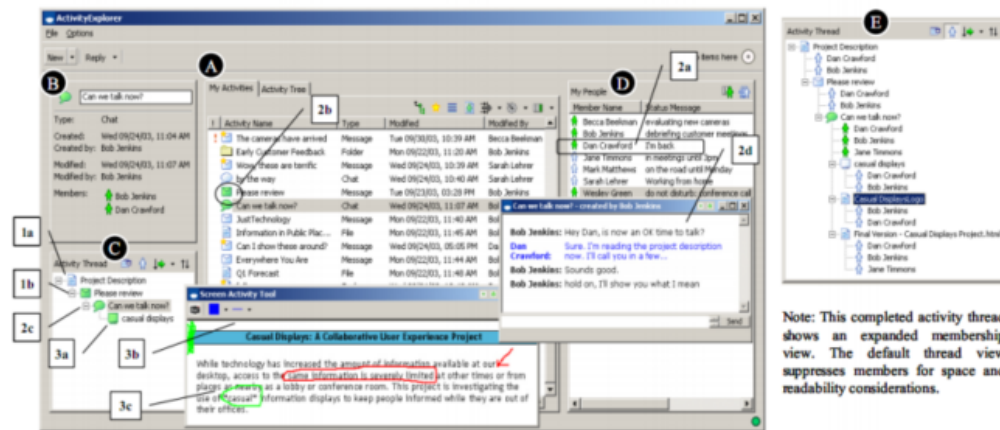 ActivityExplorer
File Options
New Reply
items here
A
B
Can we talk now?
Type: Chat
Created: Wed 09/24/03, 11:04 AM
Created by: Bob Jenkins
Modified: Wed 09/24/03, 11:07 AM
Modified by: Bob Jenkins
Members: Bob Jenkins
Dan Crawford
1a
1b
2c
3a
C
Activity Thread
Project Description
Please review
Can we talk now?
casual displays
My Activities Activity Tree
2b
! Activity Name Type Modified Modified By
The cameras have arrived Message Tue 09/30/03, 10:39 AM Becca Beekman
Early Customer Feedback Folder Mon 09/22/03, 11:20 AM Bob Jenkins
Wow, these are terrific Message Wed 09/24/03, 10:39 AM Sarah Lehrer
by the way Chat Wed 09/24/03, 10:40 AM Sarah Lehrer
Please review Message Tue 09/23/03, 03:28 PM Bob Jenkins
Can we talk now? Chat Wed 09/24/03, 11:07 AM
JustTechnology Message Mon 09/22/03, 11:40 AM
Information in Public Plac... File Mon 09/22/03, 11:45 AM
Can I show these around? Message Wed 09/24/03, 05:05 PM
Everywhere You Are Message Mon 09/22/03, 11:44 AM
Q1 Forecast File Mon 09/22/03, 11:48 AM
D
2a
My People
Member Name Status Message
Becca Beekman evaluating new cameras
Bob Jenkins debriefing customer meetings
Dan Crawford I'm back
Jane Timmons in meetings until 3pm
Mark Matthews on the road until Monday
Sarah Lehrer Working from home
Wesley Green do not disturb: conference call
2d
Can we talk now? - created by Bob Jenkins
Bob Jenkins: Hey Dan, is now an OK time to talk?
Dan Crawford: Sure. I'm reading the project description
now. I'll call you in a few...
Bob Jenkins: Sounds good.
Bob Jenkins: hold on, I'll show you what I mean
Send
Screen Activity Tool
3b
Casual Displays: A Collaborative User Experience Project
3c
While technology has increased the amount of information available at our
desktop, access to the same information is severely limited at other times or from
places as nearby as a lobby or conference room. This project is investigating the
use of "casual" information displays to keep people informed while they are out of
their offices.
E
Activity Thread
Project Description
Dan Crawford
Bob Jenkins
Please review
Dan Crawford
Bob Jenkins
Can we talk now?
Dan Crawford
Bob Jenkins
Jane Timmons
casual displays
Dan Crawford
Bob Jenkins
Casual DisplaysLogo
Bob Jenkins
Dan Crawford
Final Version - Casual Displays Project.html
Dan Crawford
Bob Jenkins
Jane Timmons
Note: This completed activity thread
shows an expanded membership
view. The default thread view
suppresses members for space and
readability considerations.